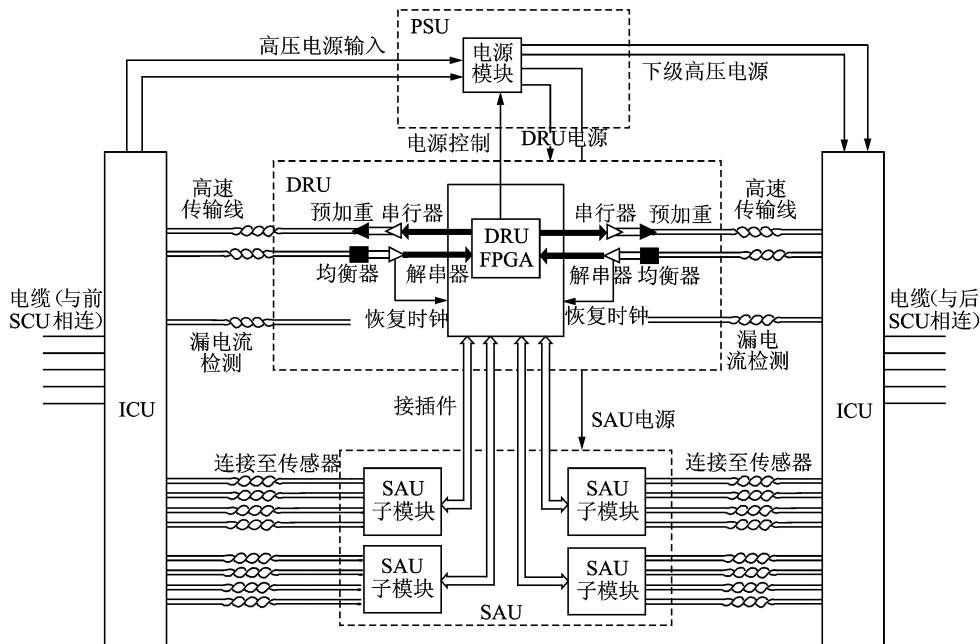 PSU
高压电源输入
电源
模块
下级高压电源
电源控制
DRU电源
DRU
高速
传输线
预加重
串行器
DRU
FPGA
串行器
预加重
高速
传输线
均衡器
解串器
解串器
均衡器
电缆(与前
SCU相连)
恢复时钟
恢复时钟
电缆(与后
SCU相连)
漏电流
检测
漏电
流检测
ICU
接插件
SAU电源
ICU
连接至传感器
连接至传感器
SAU
子模块
SAU
子模块
SAU
子模块
SAU
子模块
SAU